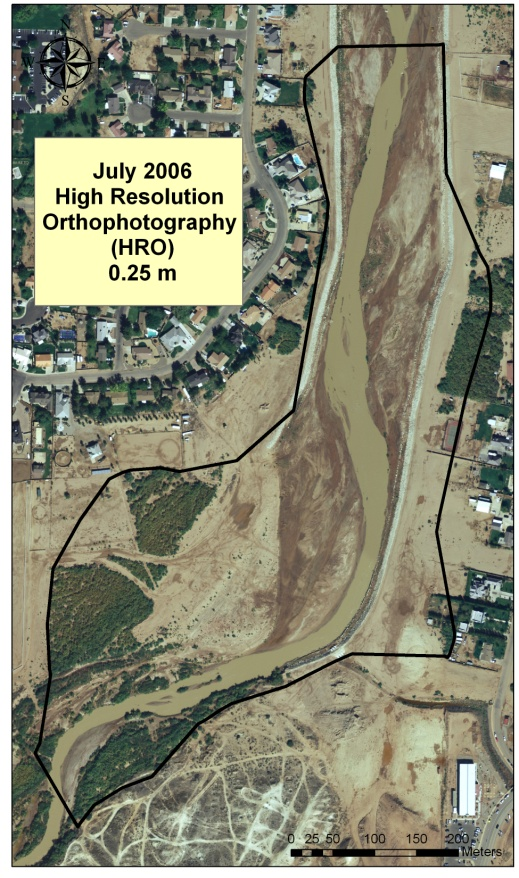 N
W E
S
July 2006
High Resolution
Orthophotography
(HRO)
0.25 m
0 25 50 100 150 200
Meters